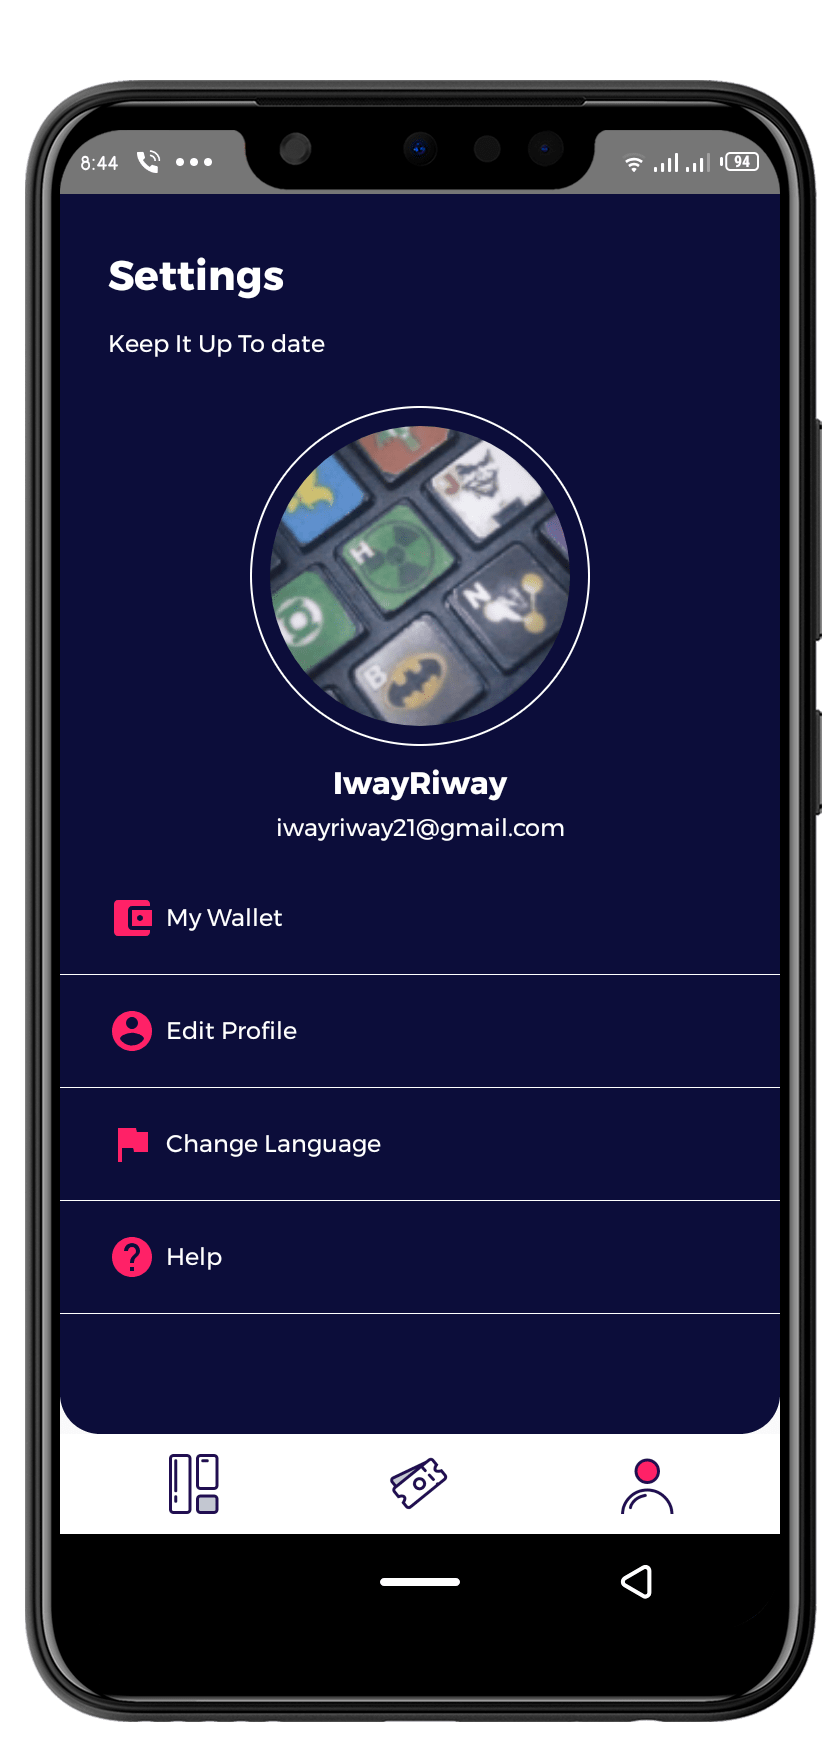 8:44 94
Settings
Keep It Up To date
J
H
N
B
IwayRiway
iwayriway21@gmail.com
My Wallet
Edit Profile
Change Language
Help